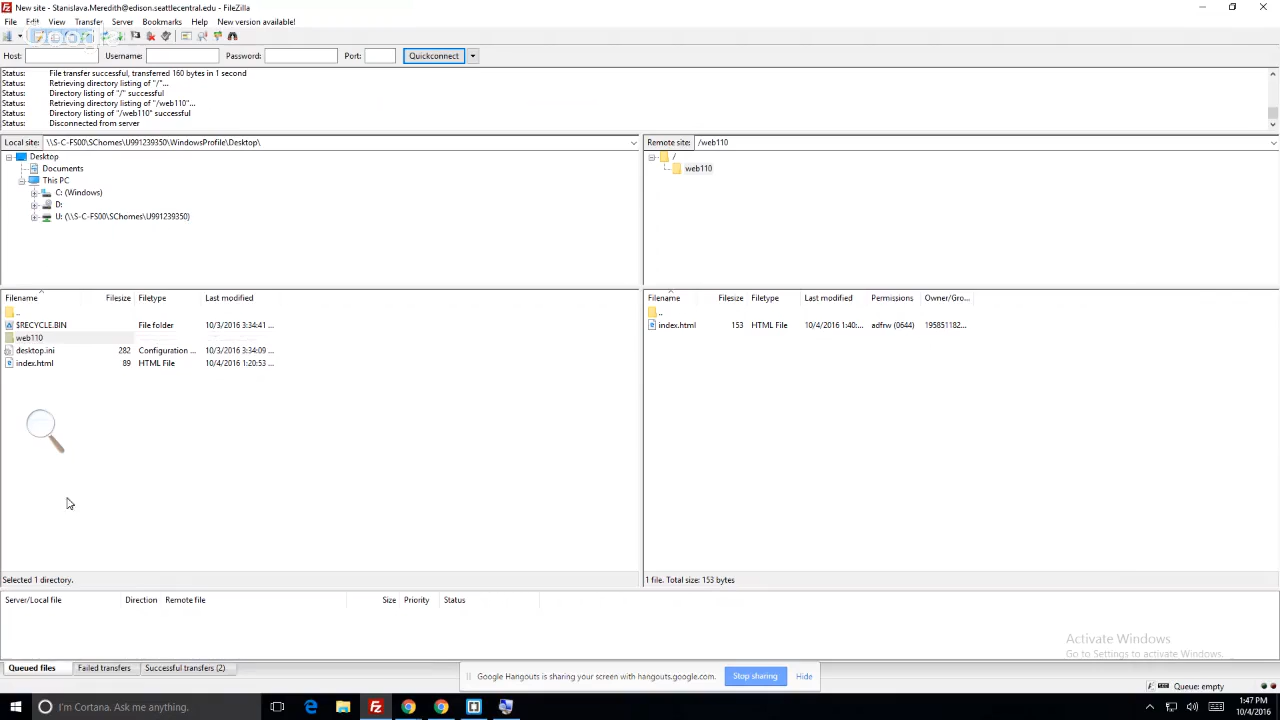 New site - Stanislava.Meredith@edison.seattlecentral.edu - FileZilla
File Edit View Transfer Server Bookmarks Help New version available!
Host: Username: Password: Port: Quickconnect
Status: File transfer successful, transferred 160 bytes in 1 second
Status: Retrieving directory listing of "/"...
Status: Directory listing of "/" successful
Status: Retrieving directory listing of "/web110"...
Status: Directory listing of "/web110" successful
Status: Disconnected from server
Local site: \\S-C-FS00\SChomes\U991239350\WindowsProfile\Desktop\
Remote site: /web110
Desktop
Documents
This PC
C: (Windows)
D:
U: (\\S-C-FS00\SChomes\U991239350)
/
web110
Filename Filesize Filetype Last modified
..
$RECYCLE.BIN File folder 10/3/2016 3:34:41 ...
web110
desktop.ini 282 Configuration ... 10/3/2016 3:34:09 ...
index.html 89 HTML File 10/4/2016 1:20:53 ...
Filename Filesize Filetype Last modified Permissions Owner/Gro...
..
index.html 153 HTML File 10/4/2016 1:40:... adfrw (0644) 195851182...
Selected 1 directory.
1 file. Total size: 153 bytes
Server/Local file Direction Remote file Size Priority Status
Activate Windows
Go to Settings to activate Windows.
Queued files Failed transfers Successful transfers (2)
Google Hangouts is sharing your screen with hangouts.google.com. Stop sharing Hide
Queue: empty
I'm Cortana. Ask me anything.
1:47 PM
10/4/2016